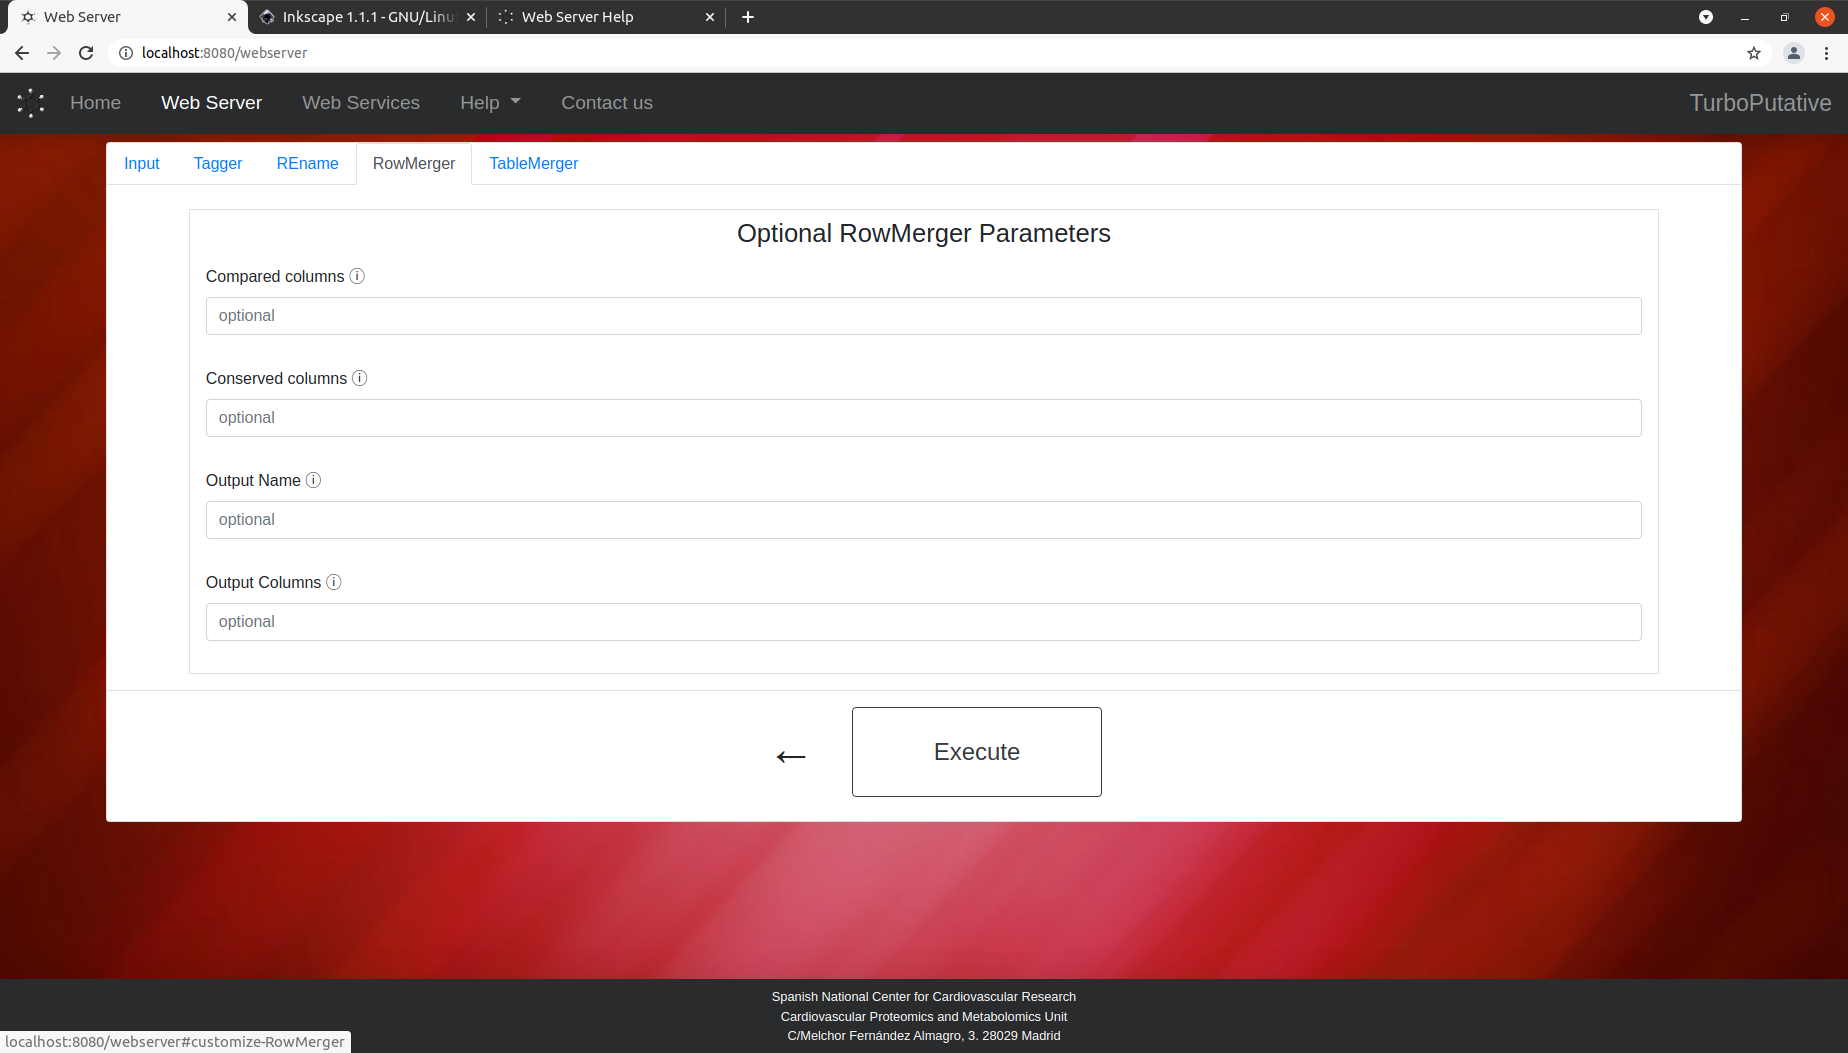 Web Server
Inkscape 1.1.1 - GNU/Linu
Web Server Help
localhost:8080/webserver
Home
Web Server
Web Services
Help
Contact us
TurboPutative
Input
Tagger
REname
RowMerger
TableMerger
Optional RowMerger Parameters
Compared columns
optional
Conserved columns
optional
Output Name
optional
Output Columns
optional
← Execute
Spanish National Center for Cardiovascular Research
Cardiovascular Proteomics and Metabolomics Unit
C/Melchor Fernández Almagro, 3. 28029 Madrid
localhost:8080/webserver#customize-RowMerger